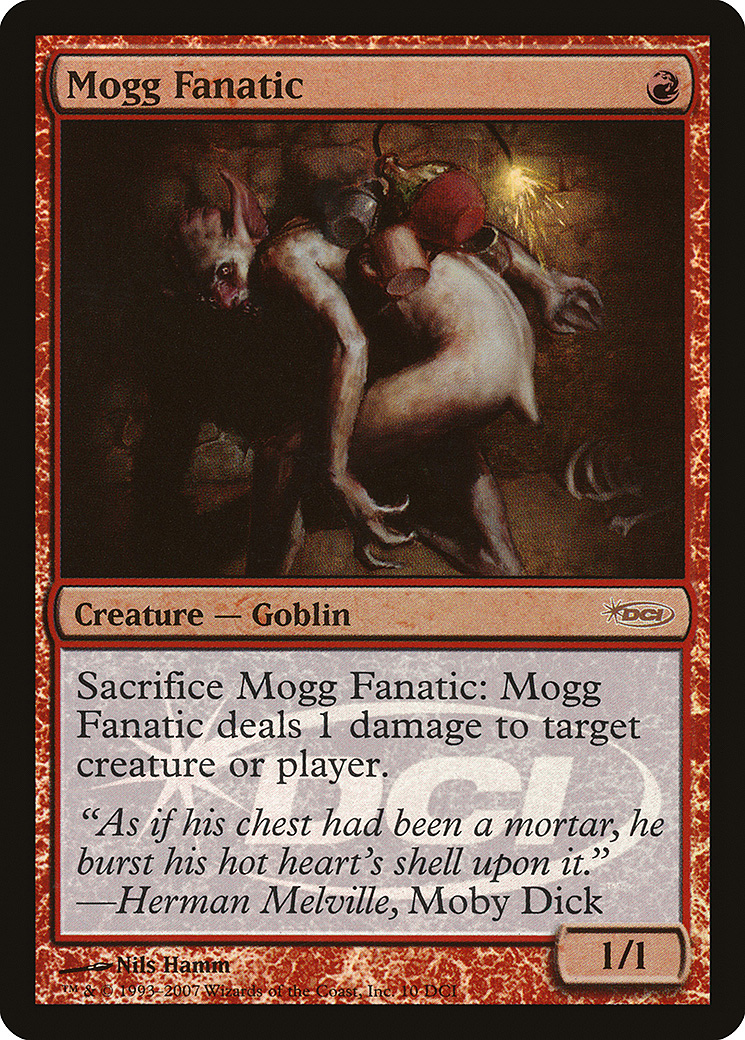 Mogg Fanatic
Creature — Goblin
DCI
Sacrifice Mogg Fanatic: Mogg
Fanatic deals 1 damage to target
creature or player.
DCI
“As if his chest had been a mortar, he
burst his hot heart’s shell upon it.”
—Herman Melville, Moby Dick
1/1
Nils Hamm
™ & © 1993–2007 Wizards of the Coast, Inc. 10 DCI